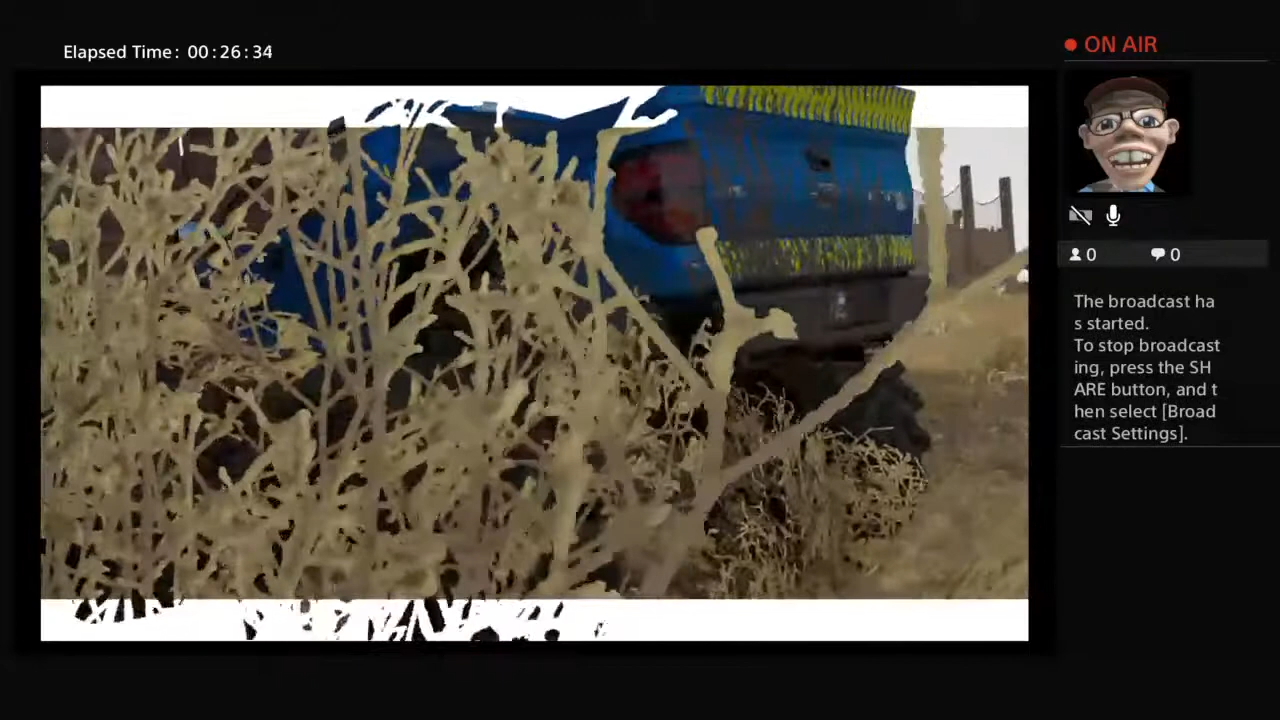 Elapsed Time: 00:26:34
ON AIR
0 0
The broadcast ha
s started.
To stop broadcast
ing, press the SH
ARE button, and t
hen select [Broad
cast Settings].